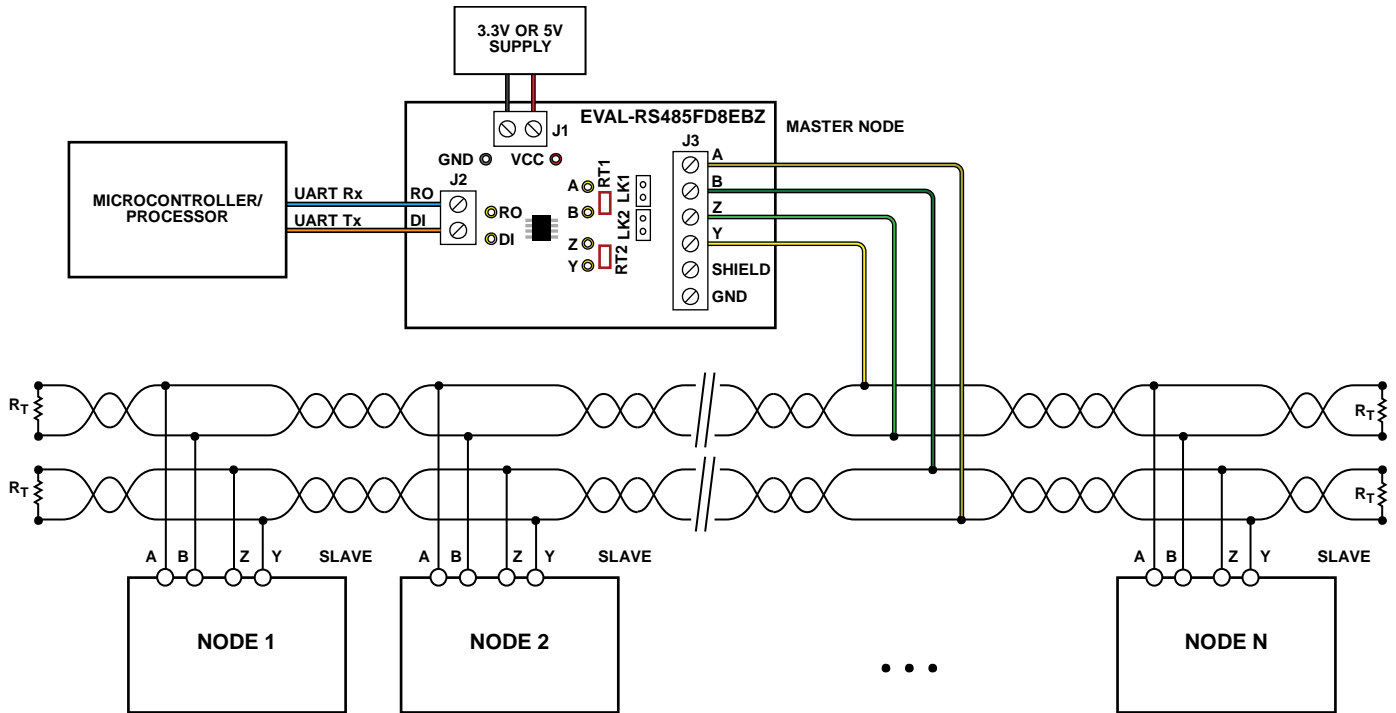 3.3V OR 5V
SUPPLY
EVAL-RS485FD8EBZ
MASTER NODE
J1
J3
GND
VCC
J2
MICROCONTROLLER/
PROCESSOR
UART Rx
RO
UART Tx
DI
RO
DI
A
B
Z
Y
RT1
LK1
LK2
RT2
A
B
Z
Y
SHIELD
GND
RT
RT
RT
RT
A B Z Y SLAVE
A B Z Y SLAVE
A B Z Y SLAVE
NODE 1
NODE 2
NODE N
• • •